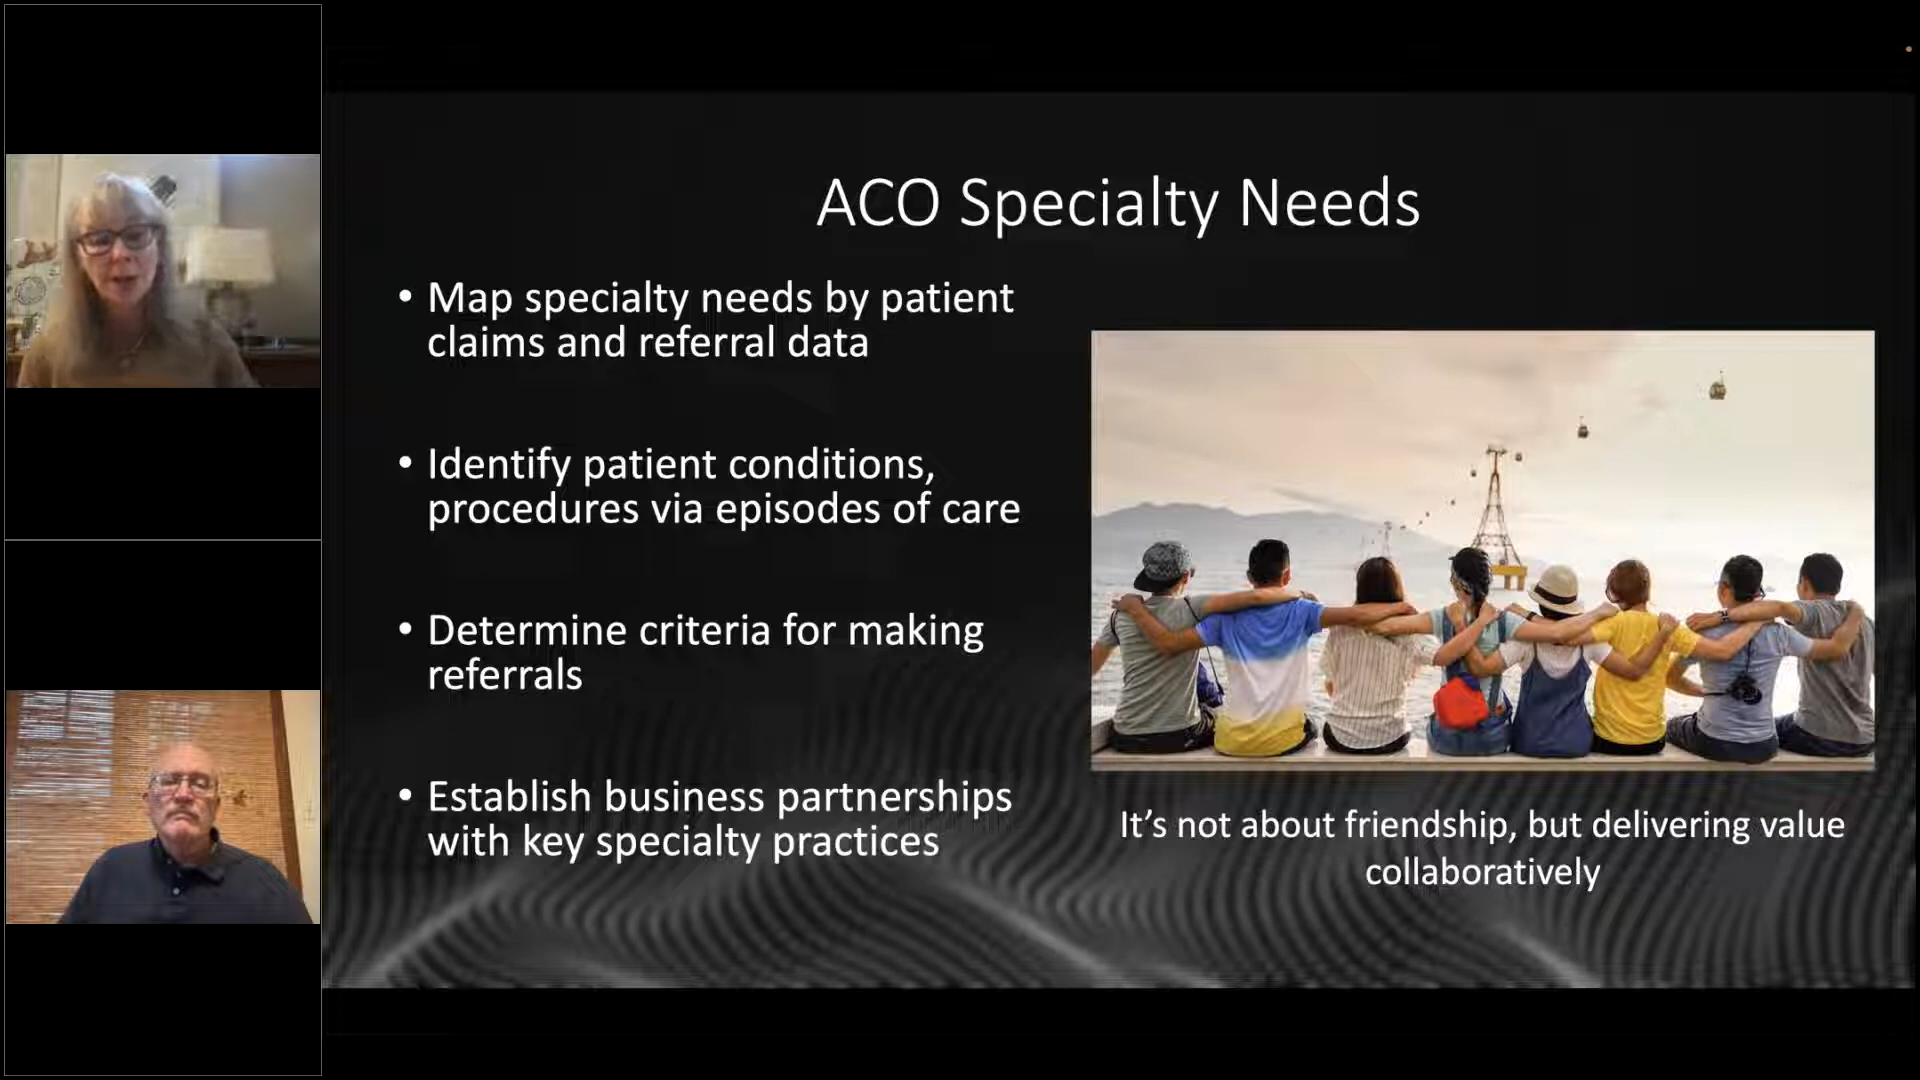 ACO Specialty Needs
• Map specialty needs by patient
claims and referral data
• Identify patient conditions,
procedures via episodes of care
• Determine criteria for making
referrals
• Establish business partnerships
with key specialty practices
It’s not about friendship, but delivering value
collaboratively